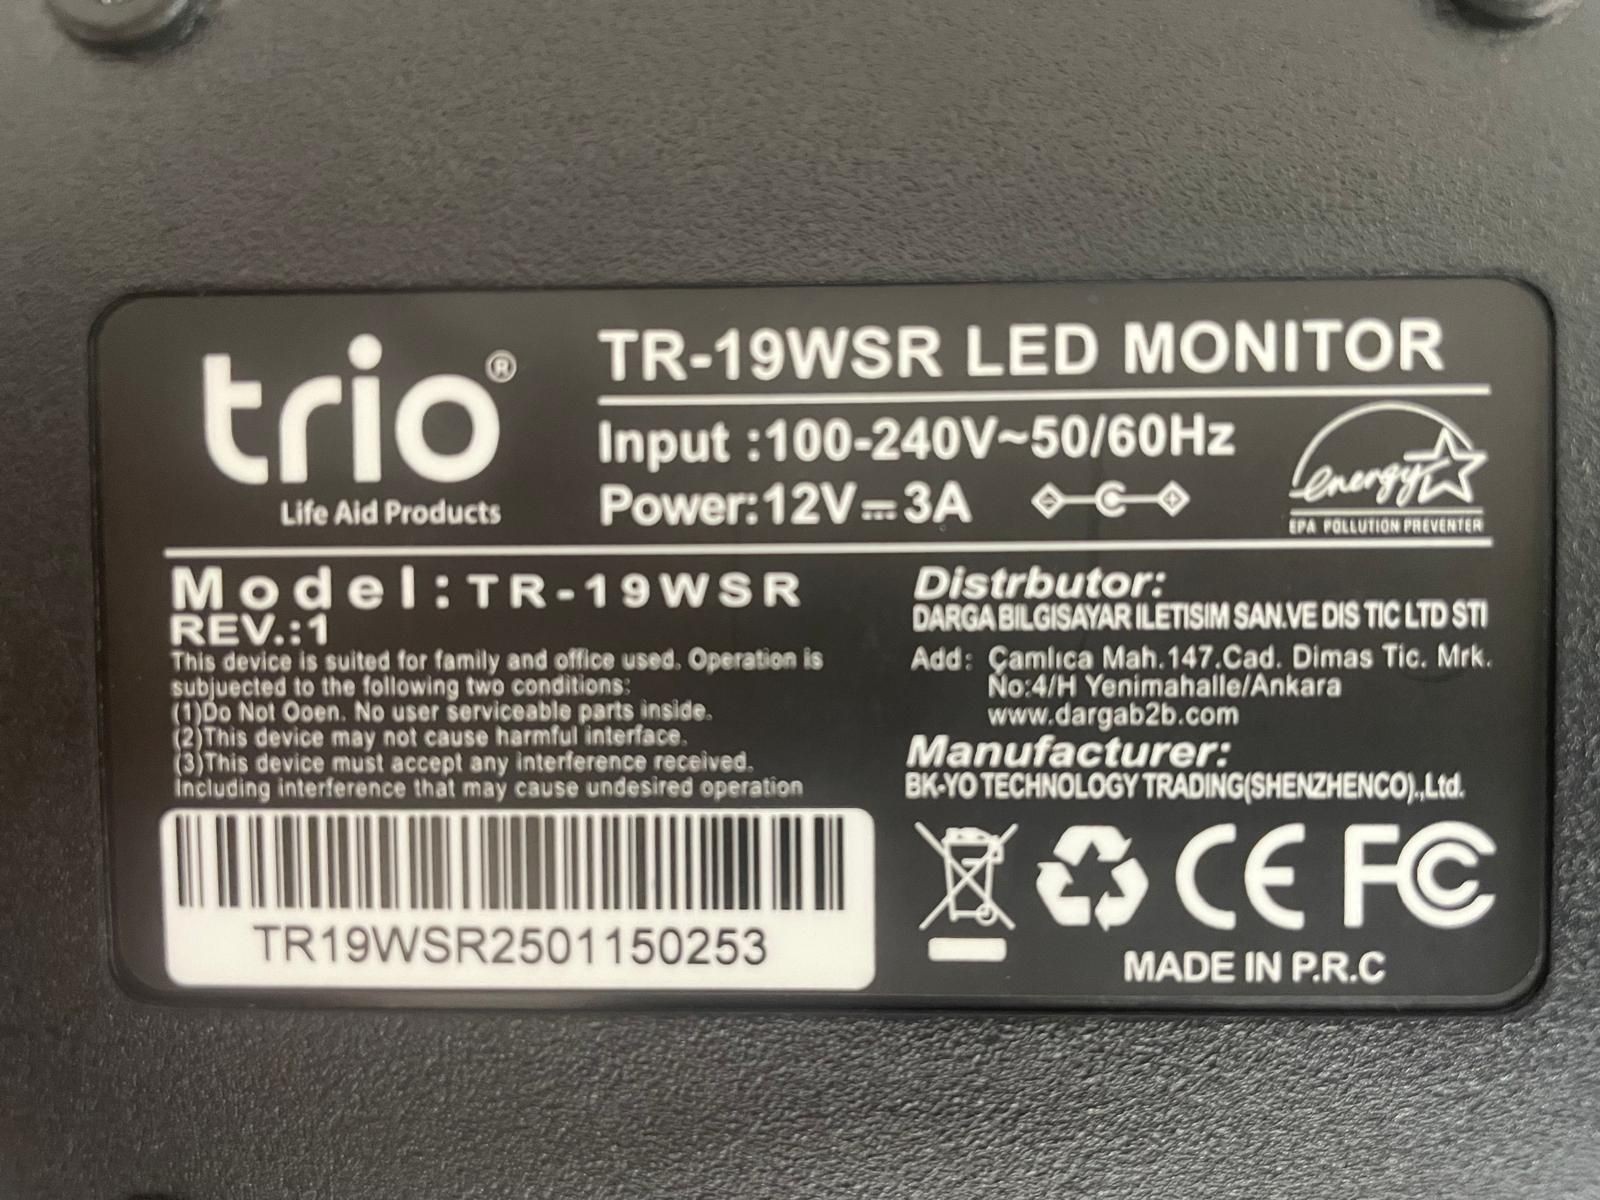 trio®
Life Aid Products
TR-19WSR LED MONITOR
Input :100-240V~50/60Hz
Power:12V⎓3A
energy
EPA POLLUTION PREVENTER
Model:TR-19WSR
REV.:1
This device is suited for family and office used. Operation is
subjuected to the following two conditions:
(1)Do Not Ooen. No user serviceable parts inside.
(2)This device may not cause harmful interface.
(3)This device must accept any interference received.
Including interference that may cause undesired operation
TR19WSR2501150253
Distrbutor:
DARGA BILGISAYAR ILETISIM SAN.VE DIS TIC LTD STI
Add: Çamlıca Mah.147.Cad. Dimas Tic. Mrk.
No:4/H Yenimahalle/Ankara
www.dargab2b.com
Manufacturer:
BK-YO TECHNOLOGY TRADING(SHENZHENCO).,Ltd.
CE FC
MADE IN P.R.C